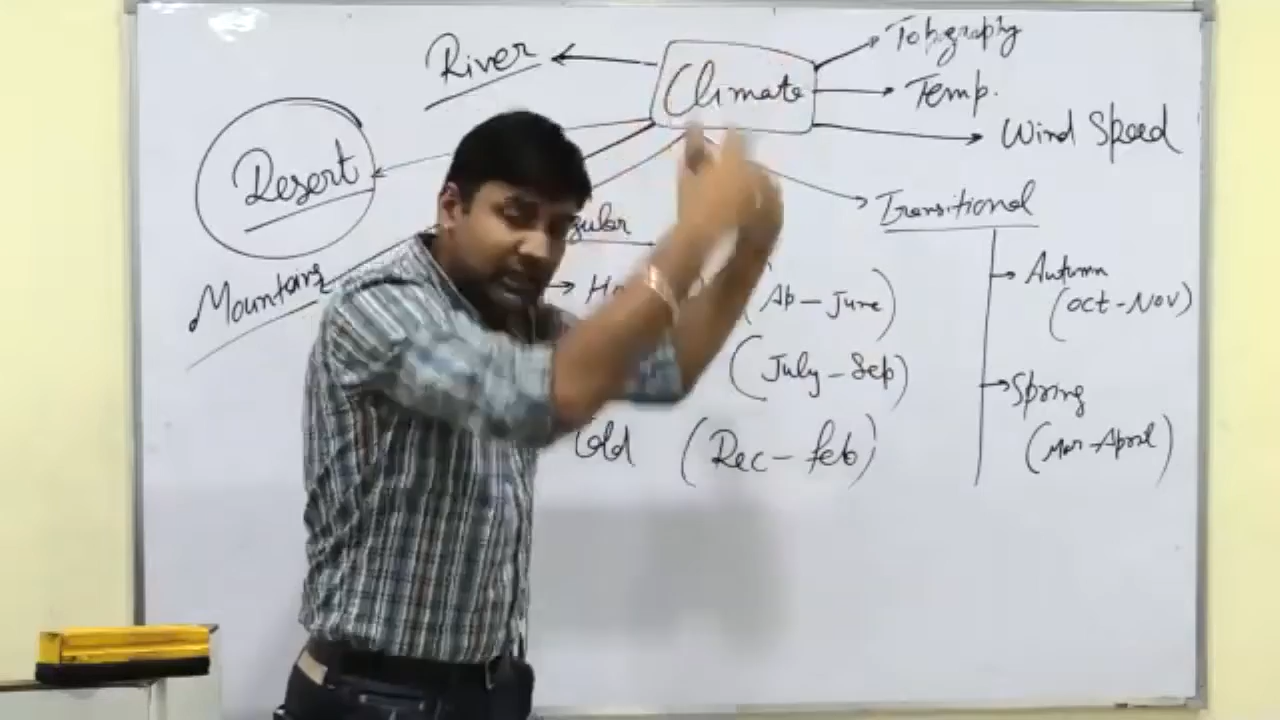 River
Climate
Topography
Temp.
Wind Speed
Desert
Transitional
Mountains
Autumn
(Oct-Nov)
(Ap-June)
(July-Sep)
Spring
(Mar-April)
Cold (Dec-feb)